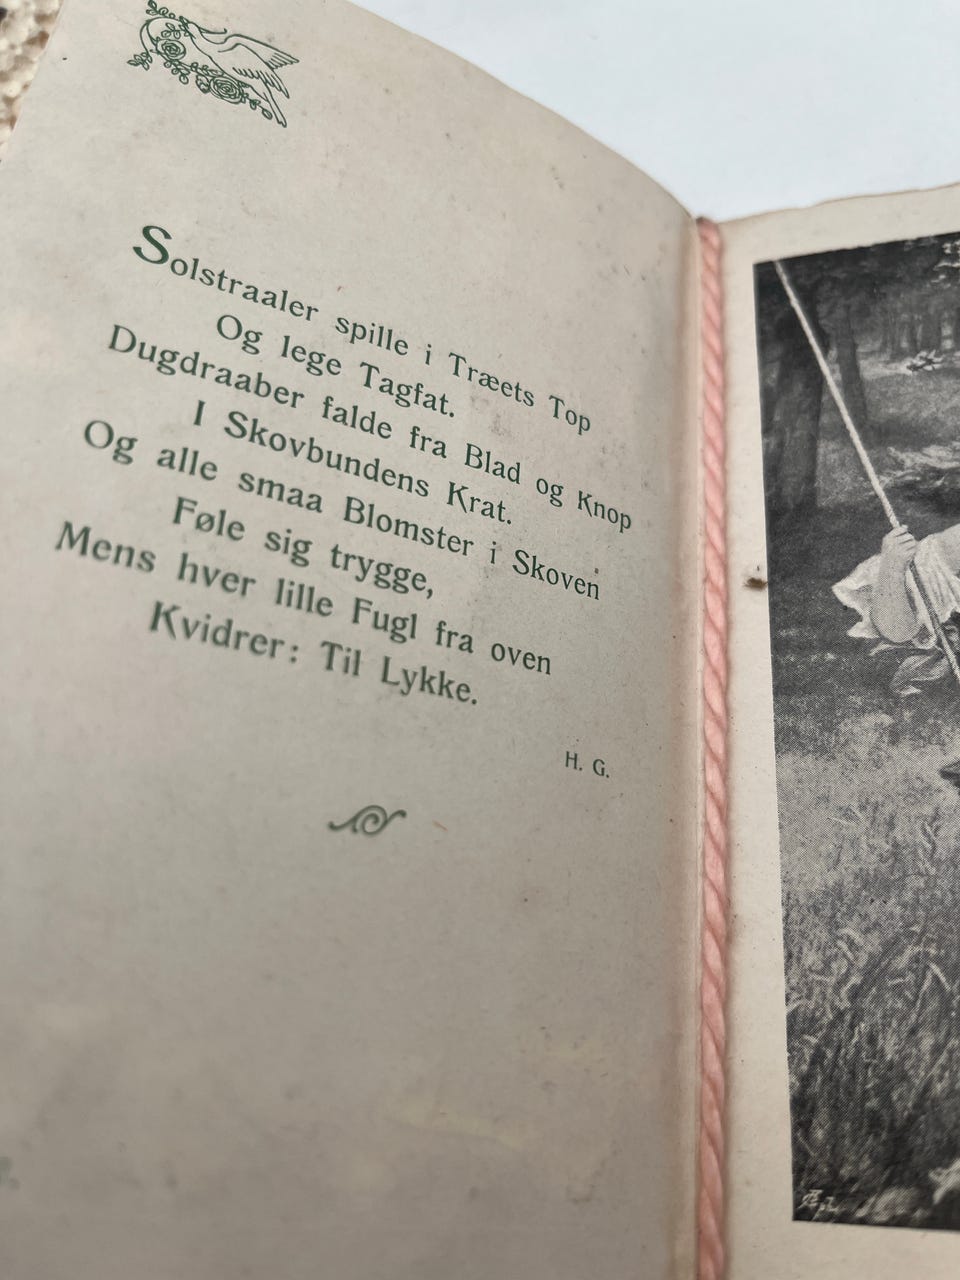 Solstraaler spille i Træets Top
Og lege Tagfat.
Dugdraaber falde fra Blad og Knop
I Skovbundens Krat.
Og alle smaa Blomster i Skoven
Føle sig trygge,
Mens hver lille Fugl fra oven
Kvidrer: Til Lykke.
H. G.